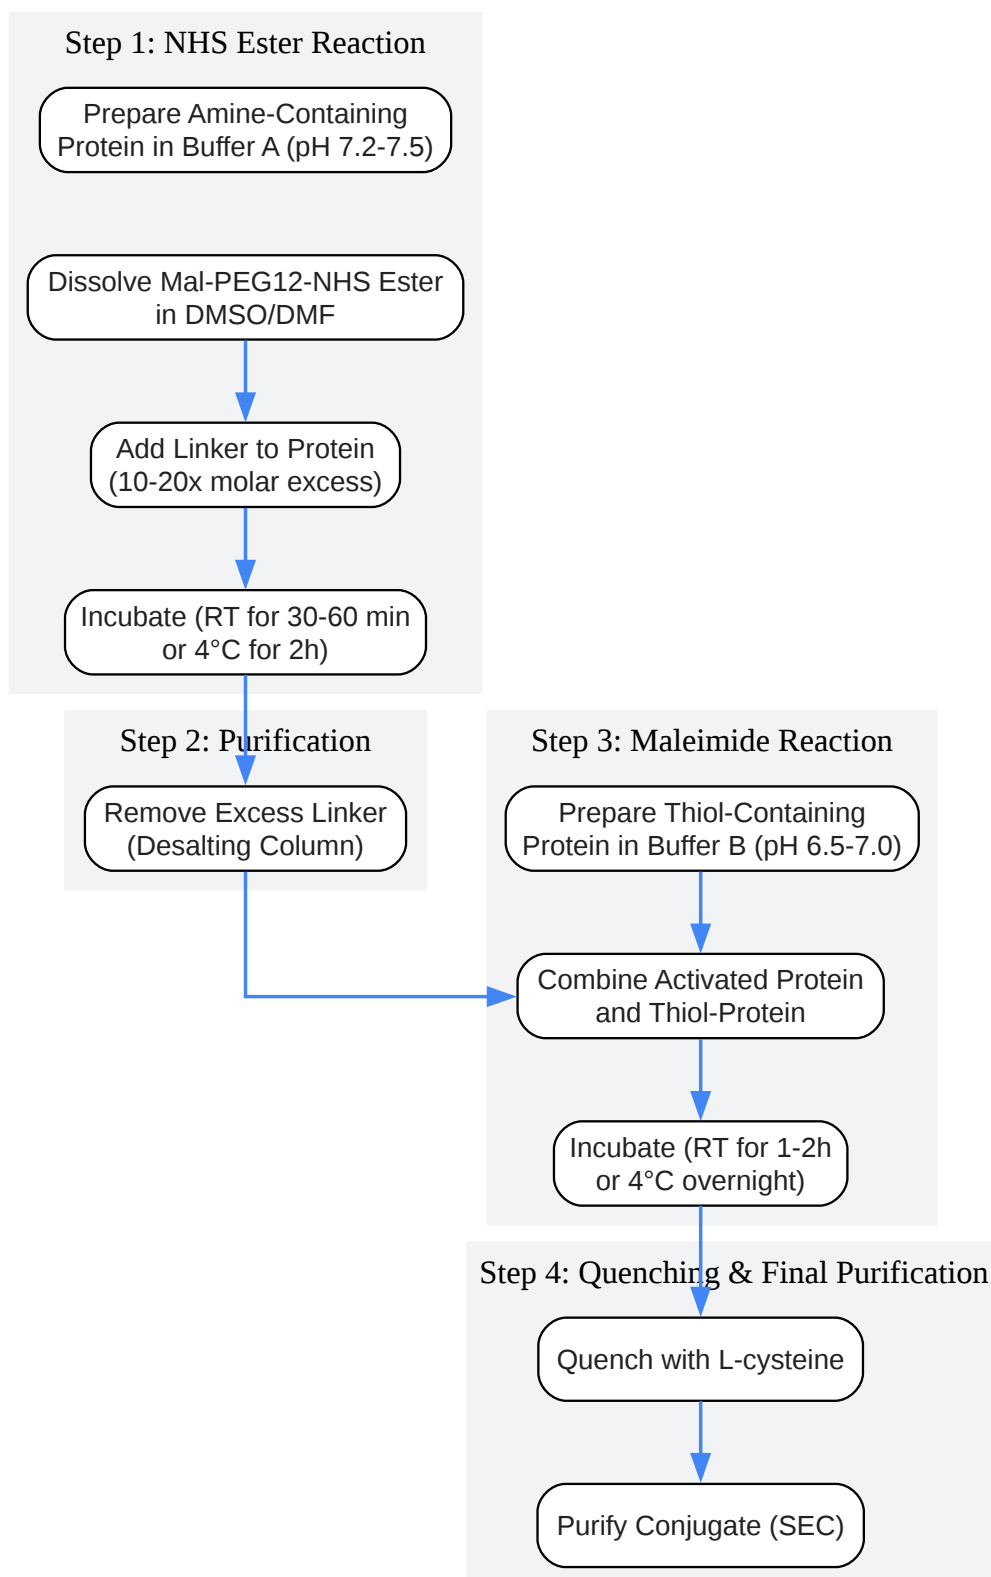 Step 1: NHS Ester Reaction
Prepare Amine-Containing
Protein in Buffer A (pH 7.2-7.5)
Dissolve Mal-PEG12-NHS Ester
in DMSO/DMF
Add Linker to Protein
(10-20x molar excess)
Incubate (RT for 30-60 min
or 4°C for 2h)
Step 2: Purification
Remove Excess Linker
(Desalting Column)
Step 3: Maleimide Reaction
Prepare Thiol-Containing
Protein in Buffer B (pH 6.5-7.0)
Combine Activated Protein
and Thiol-Protein
Incubate (RT for 1-2h
or 4°C overnight)
Step 4: Quenching & Final Purification
Quench with L-cysteine
Purify Conjugate (SEC)